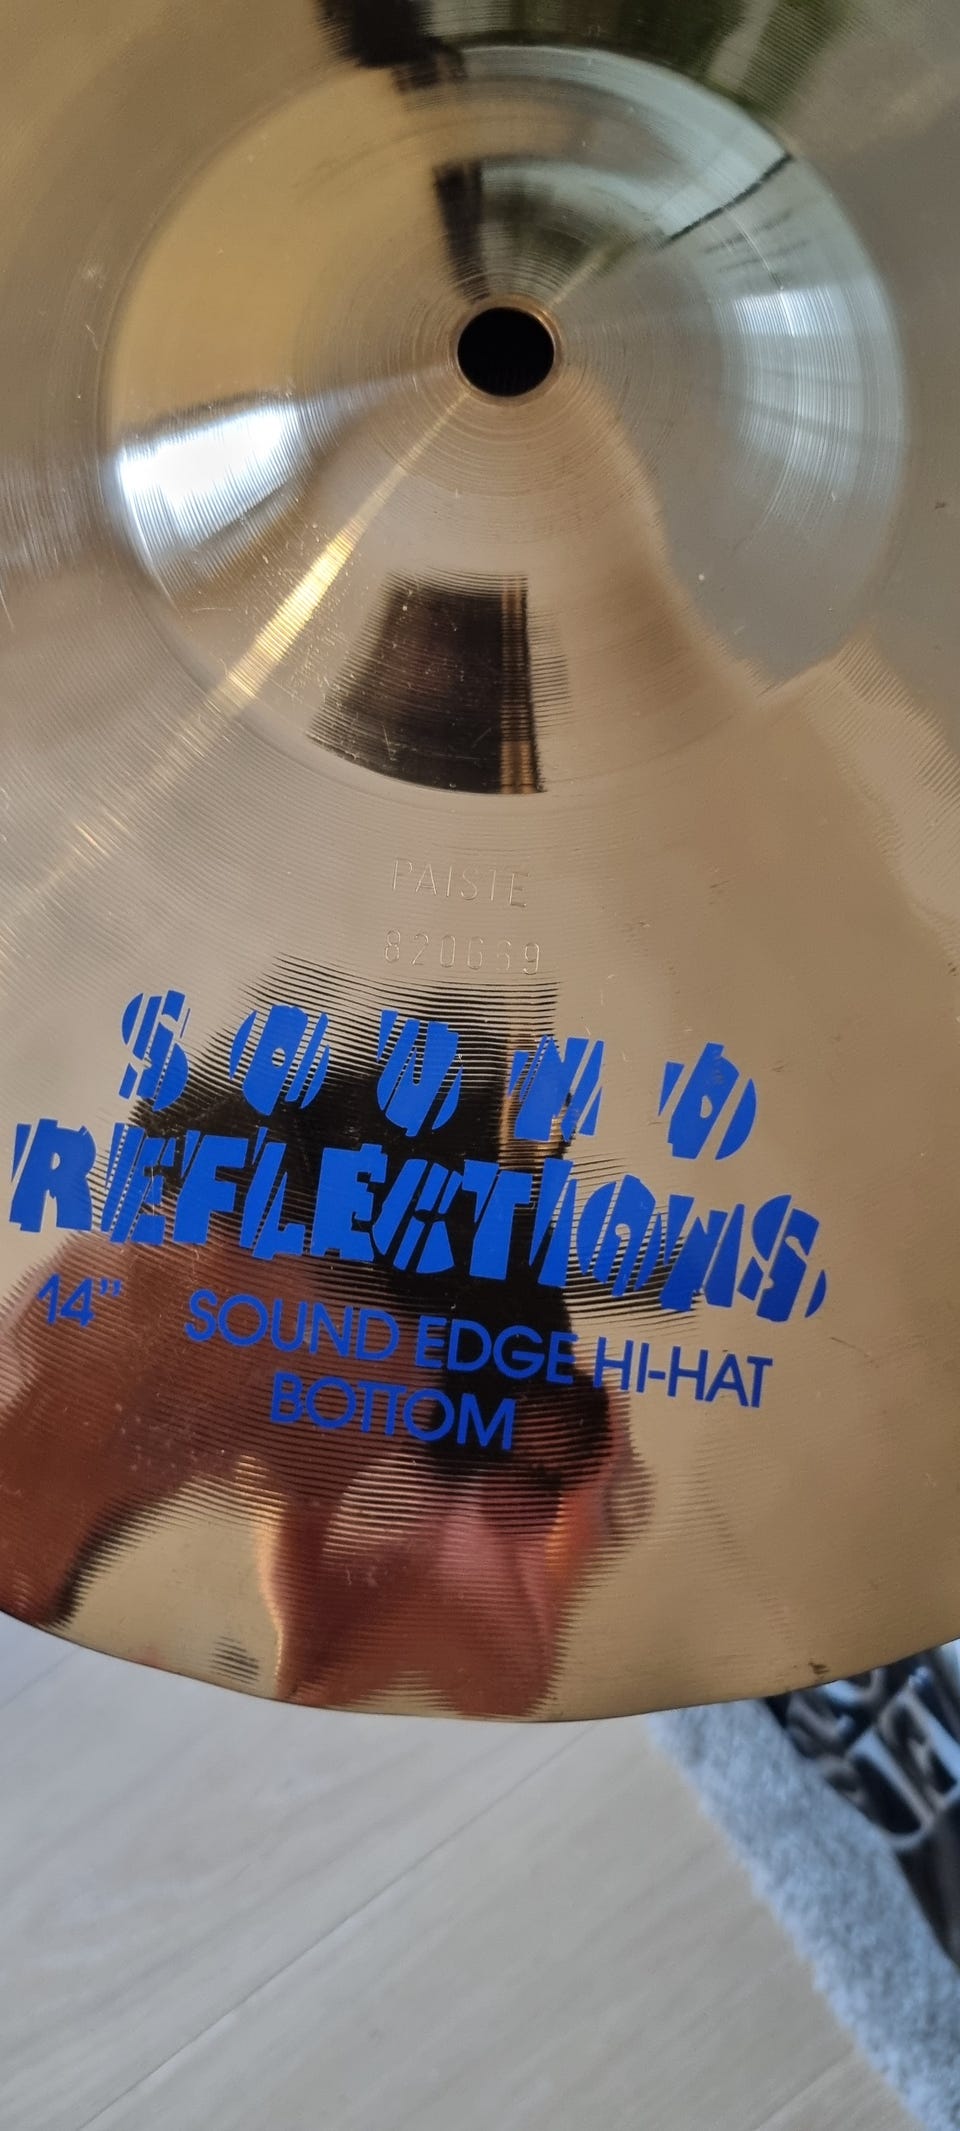 PAISTE
820669
SOUND
REFLECTIONS
14” SOUND EDGE HI-HAT
BOTTOM